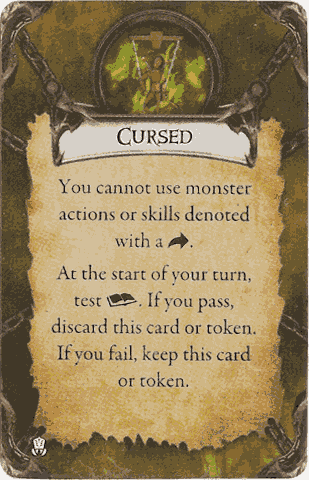 CURSED
You cannot use monster
actions or skills denoted
with a .
At the start of your turn,
test . If you pass,
discard this card or token.
If you fail, keep this card
or token.